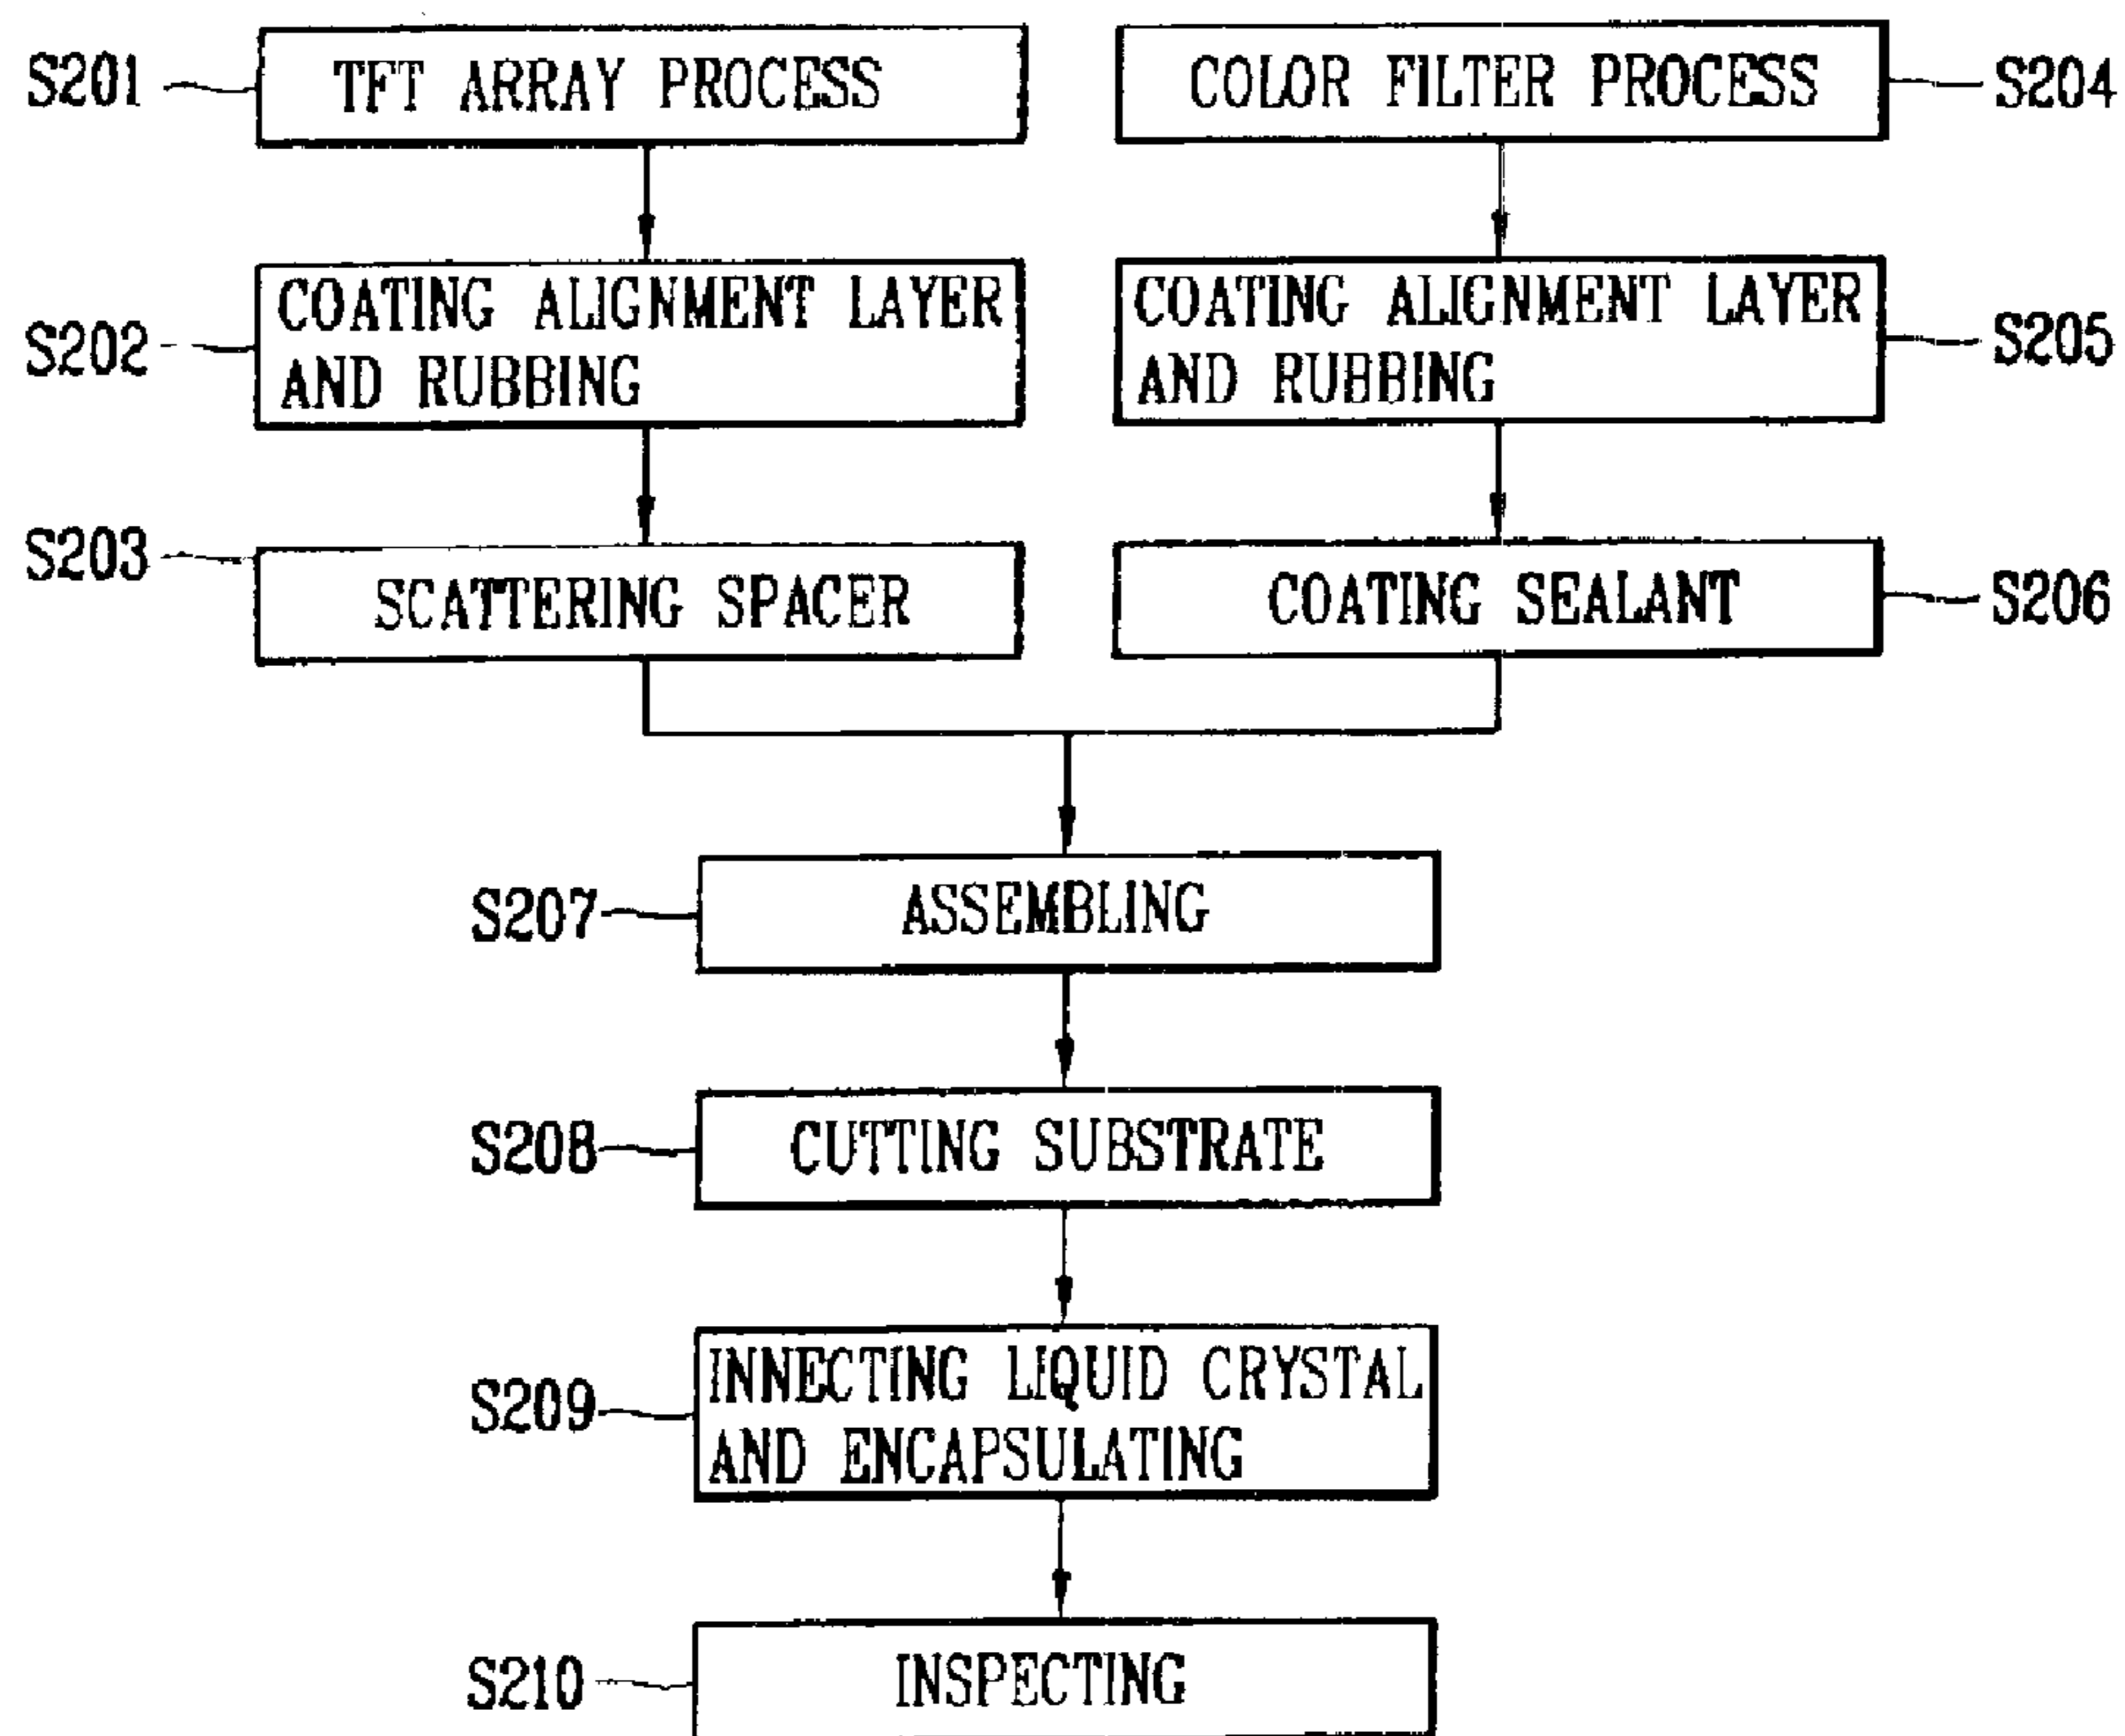 S201 TFT ARRAY PROCESS
COLOR FILTER PROCESS S204
S202 COATING ALIGNMENT LAYER
AND RUBBING
COATING ALIGNMENT LAYER S205
AND RUBBING
S203 SCATTERING SPACER
COATING SEALANT S206
S207 ASSEMBLING
S208 CUTTING SUBSTRATE
S209 INNECTING LIQUID CRYSTAL
AND ENCAPSULATING
S210 INSPECTING